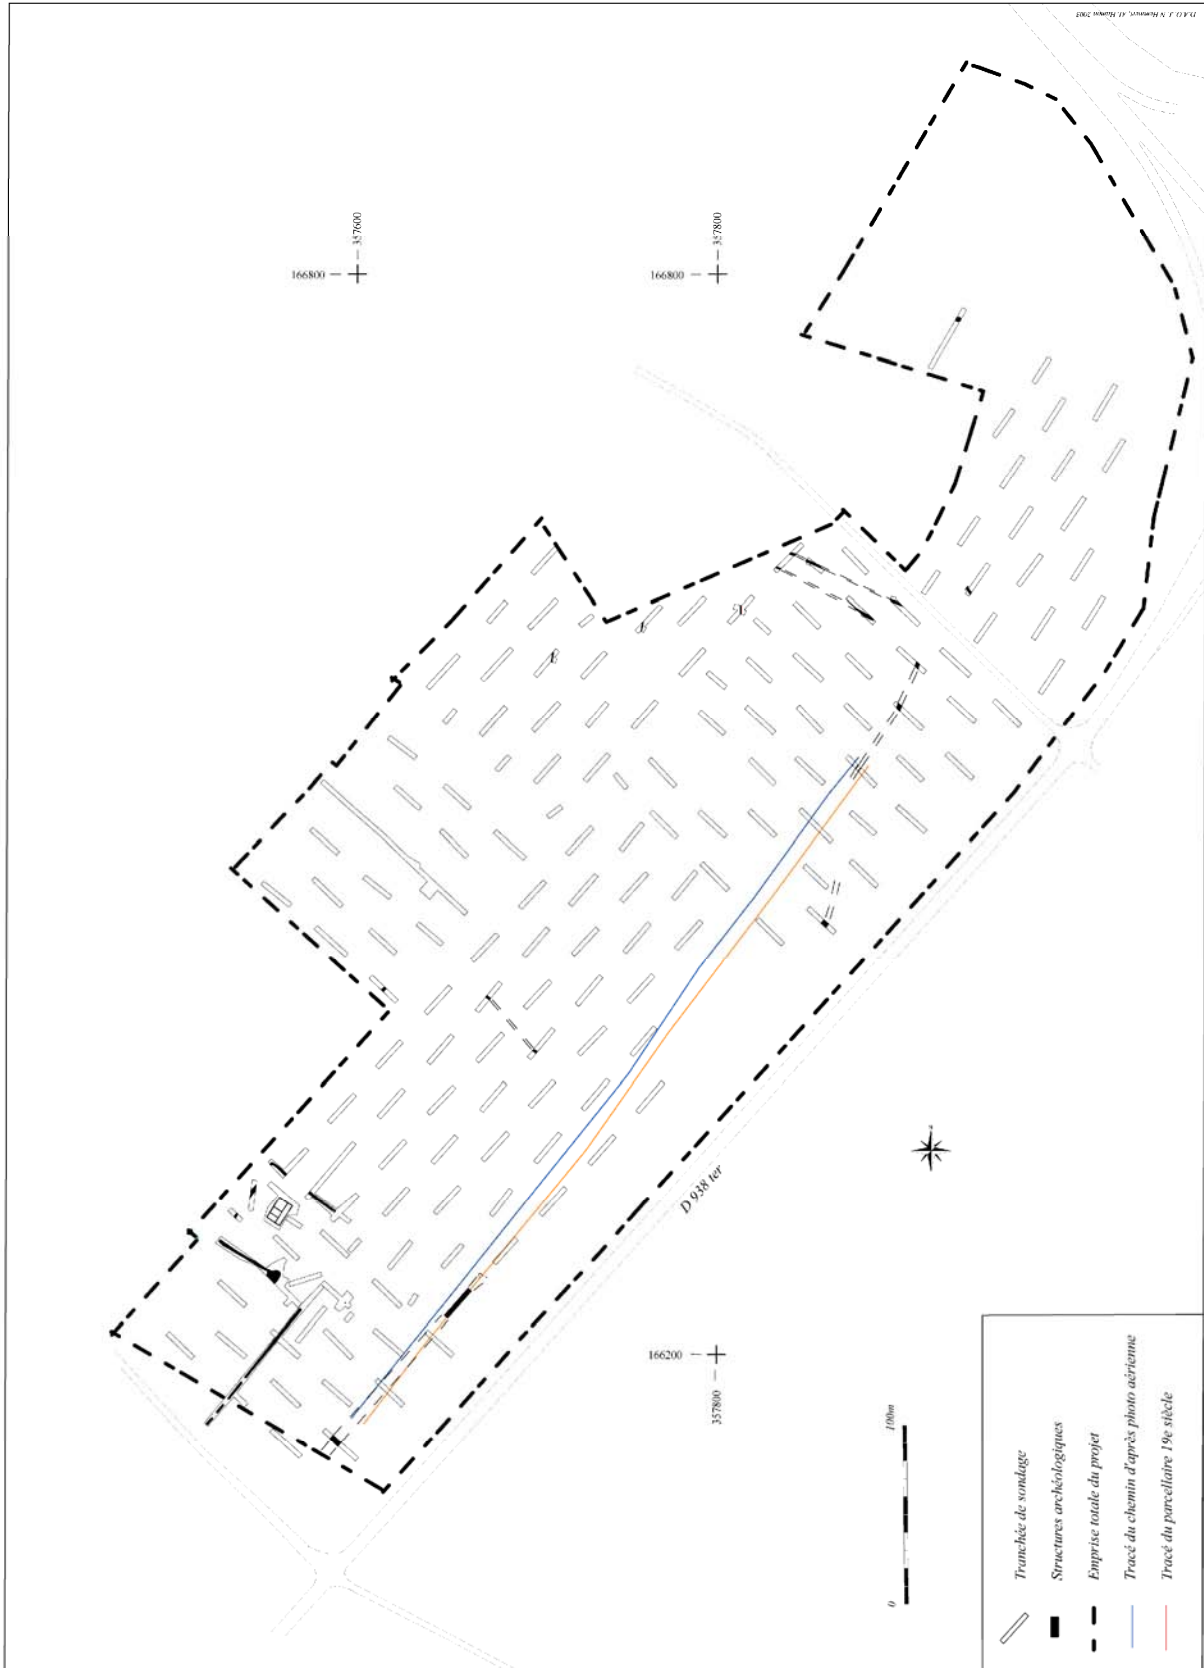 166800
357600
166800
357800
D 938 ter
166200
357800
0
100m
Tranchée de sondage
Structures archéologiques
Emprise totale du projet
Tracé du chemin d'après photo aérienne
Tracé du parcellaire 19e siècle